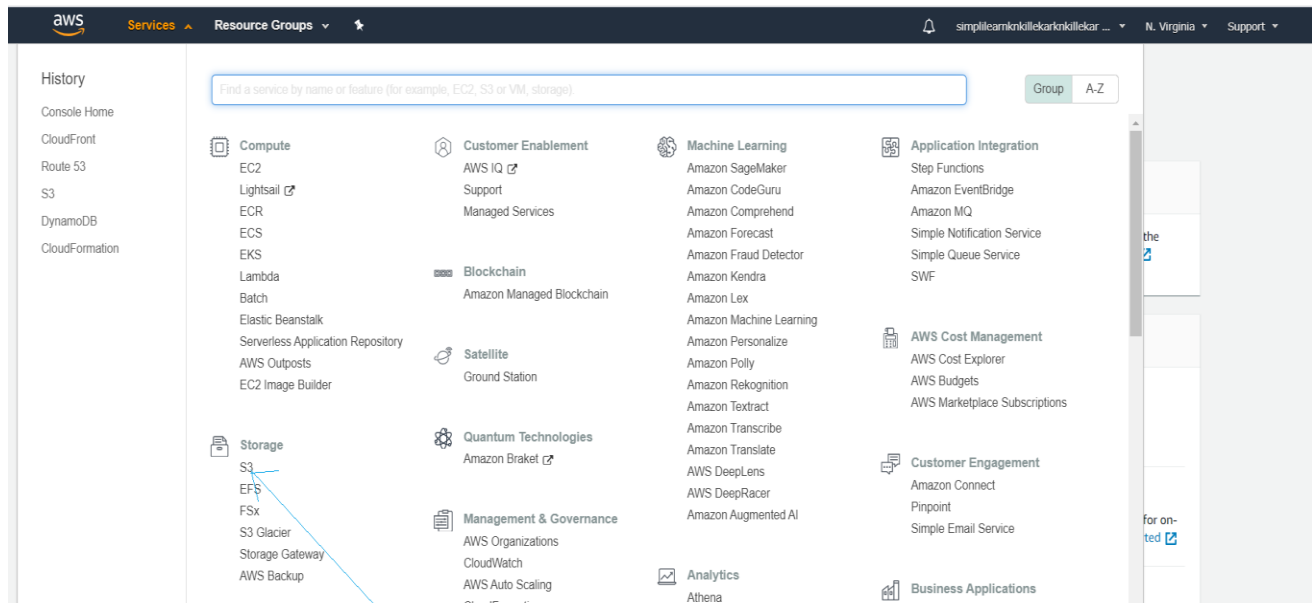 aws
Services
Resource Groups
simplilearnknkillekarknkillekar ...
N. Virginia
Support
History
Console Home
CloudFront
Route 53
S3
DynamoDB
CloudFormation
Find a service by name or feature (for example, EC2, S3 or VM, storage)
Group
A-Z
Compute
EC2
Lightsail
ECR
ECS
EKS
Lambda
Batch
Elastic Beanstalk
Serverless Application Repository
AWS Outposts
EC2 Image Builder
Storage
S3
EFS
FSx
S3 Glacier
Storage Gateway
AWS Backup
Customer Enablement
AWS IQ
Support
Managed Services
Blockchain
Amazon Managed Blockchain
Satellite
Ground Station
Quantum Technologies
Amazon Braket
Management & Governance
AWS Organizations
CloudWatch
AWS Auto Scaling
Machine Learning
Amazon SageMaker
Amazon CodeGuru
Amazon Comprehend
Amazon Forecast
Amazon Fraud Detector
Amazon Kendra
Amazon Lex
Amazon Machine Learning
Amazon Personalize
Amazon Polly
Amazon Rekognition
Amazon Textract
Amazon Transcribe
Amazon Translate
AWS DeepLens
AWS DeepRacer
Amazon Augmented AI
Analytics
Athena
Application Integration
Step Functions
Amazon EventBridge
Amazon MQ
Simple Notification Service
Simple Queue Service
SWF
AWS Cost Management
AWS Cost Explorer
AWS Budgets
AWS Marketplace Subscriptions
Customer Engagement
Amazon Connect
Pinpoint
Simple Email Service
Business Applications
the
for on-
ted